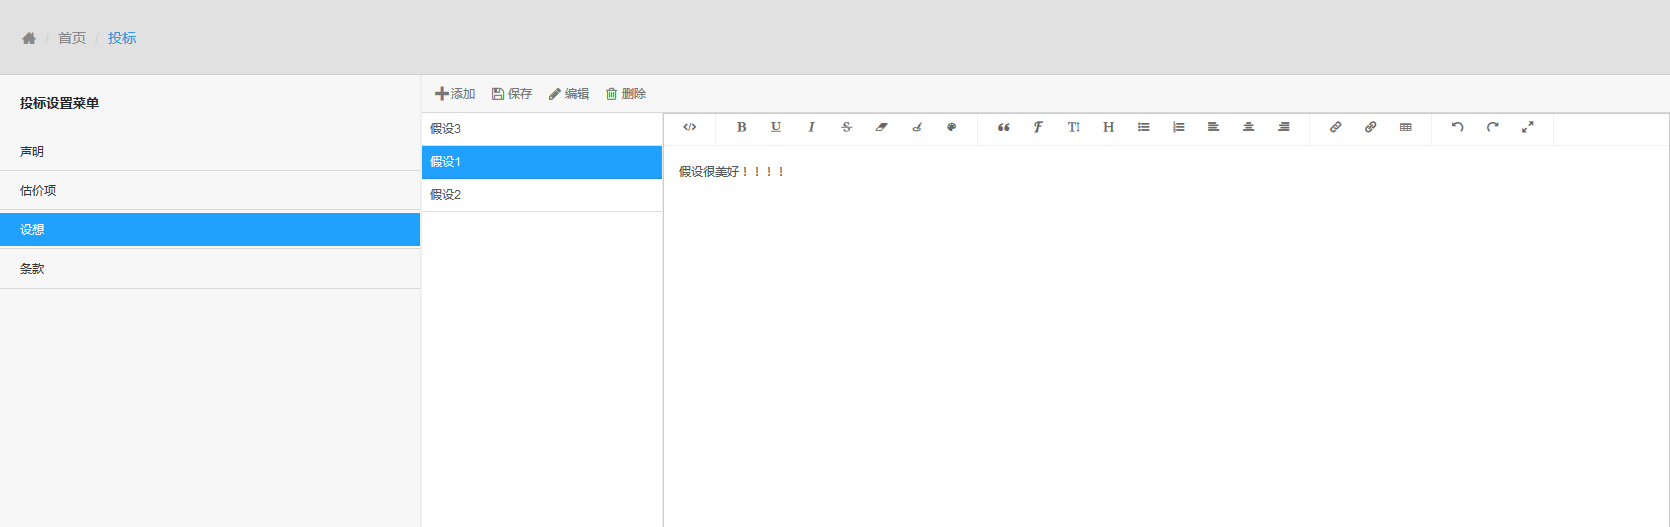 / 首页 / 投标
投标设置菜单
声明
估价项
设想
条款
添加 保存 编辑 删除
假设3
假设1
假设2
B U I S F TI H
假设很美好！！！！